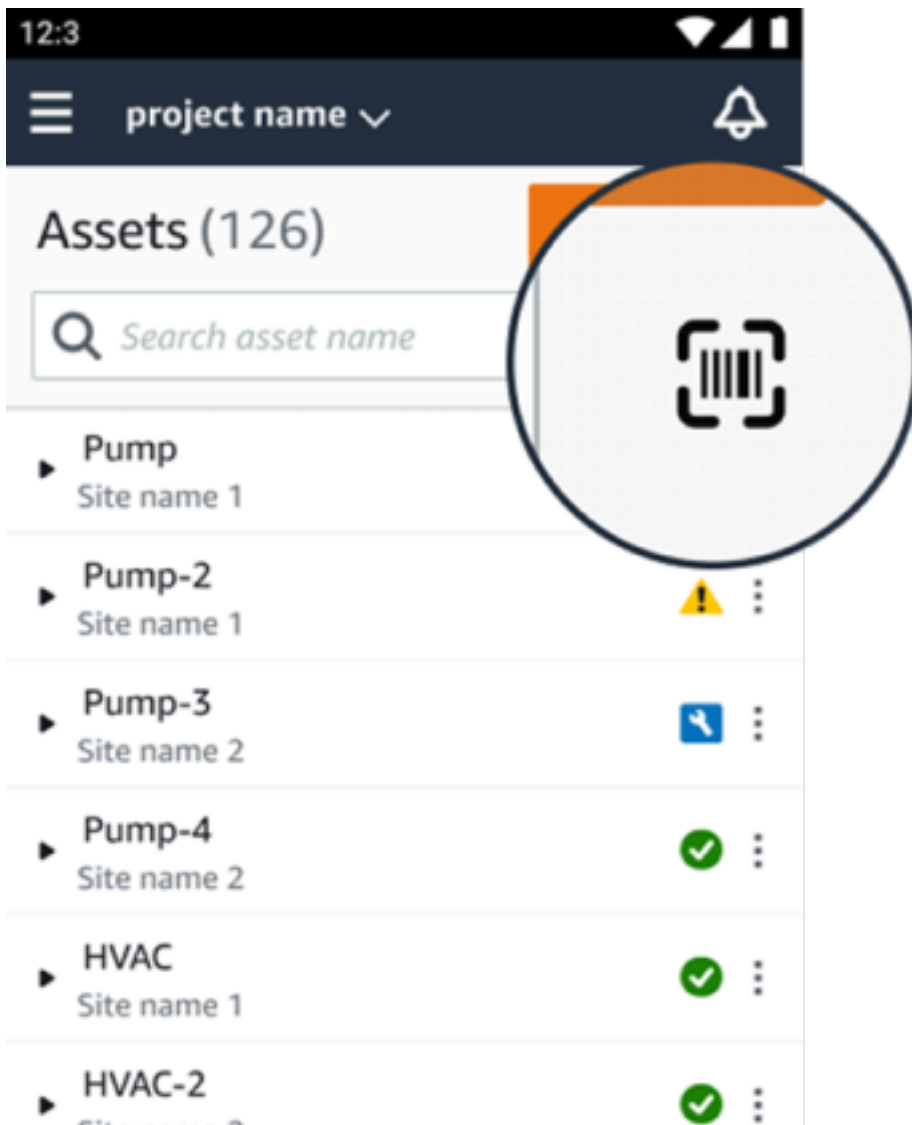 12:3
project name
Assets (126)
Search asset name
Pump
Site name 1
Pump-2
Site name 1
Pump-3
Site name 2
Pump-4
Site name 2
HVAC
Site name 1
HVAC-2